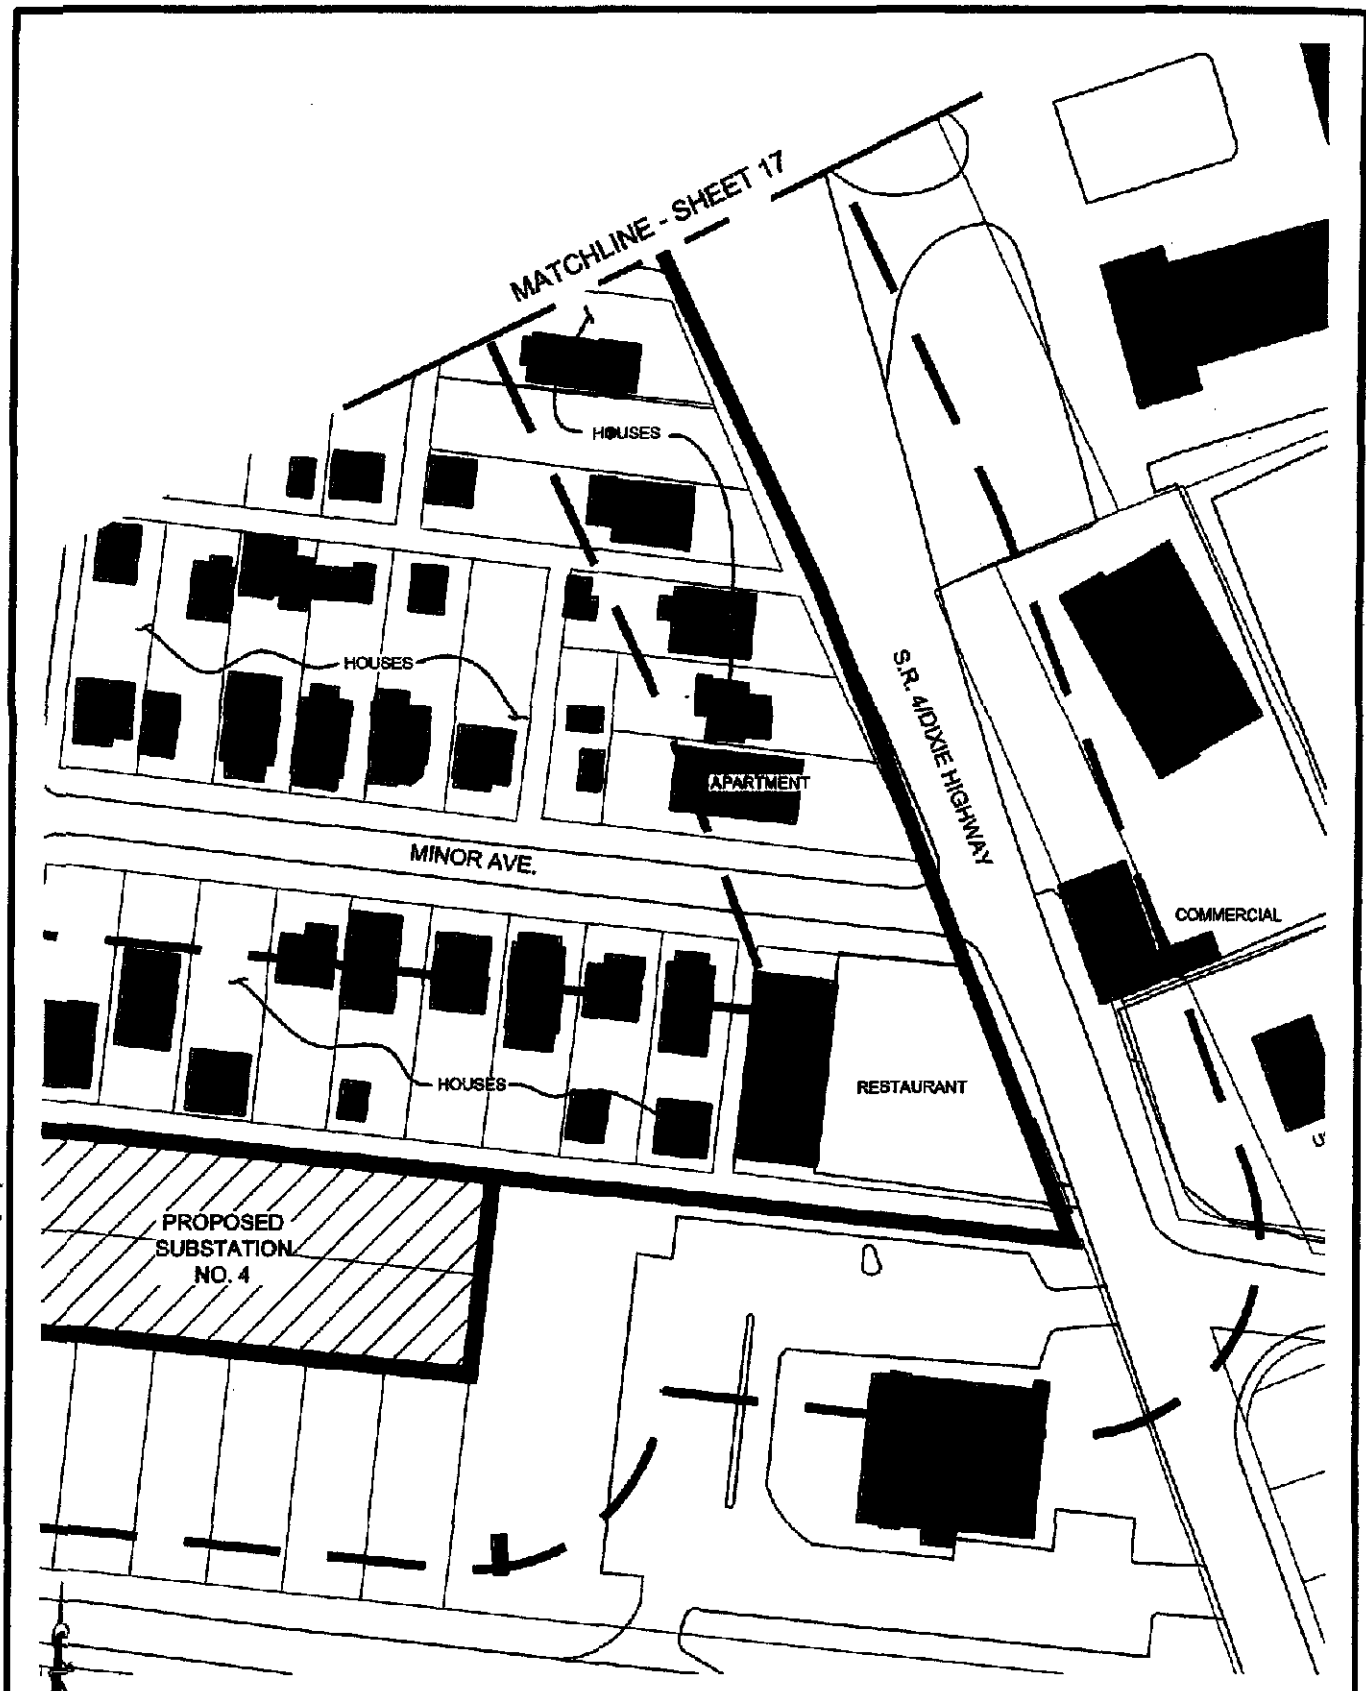 MATCHLINE - SHEET 17
HOUSES
HOUSES
S.R. 4/DIXIE HIGHWAY
APARTMENT
MINOR AVE.
COMMERCIAL
HOUSES
RESTAURANT
PROPOSED
SUBSTATION
NO. 4